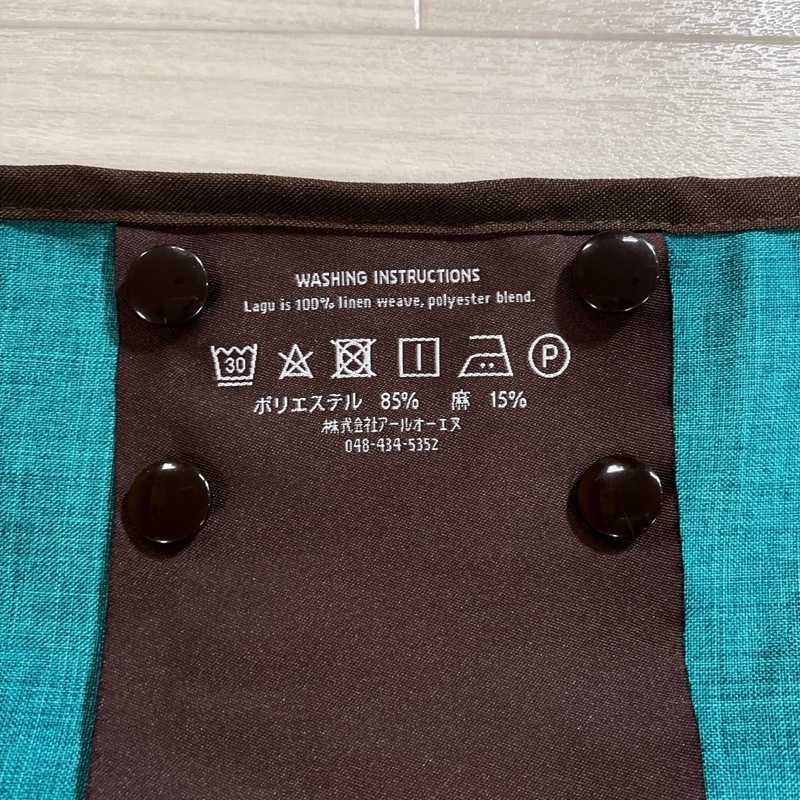 WASHING INSTRUCTIONS
Lagu is 100% linen weave, polyester blend.
30 P
ポリエステル 85% 麻 15%
株式会社アールオーエヌ
048-434-5352